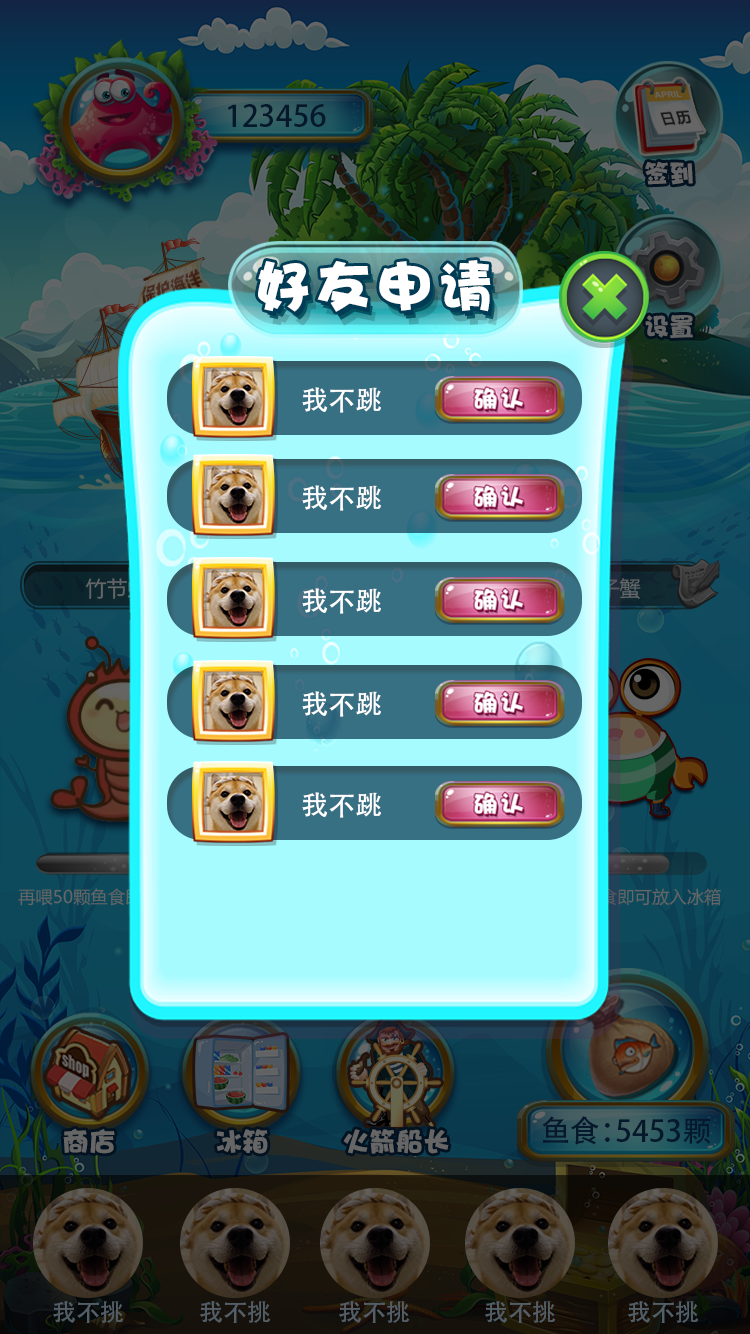 123456
APRIL
日历
签到
保护海洋
设置
好友申请
我不跳
确认
我不跳
确认
我不跳
确认
我不跳
确认
我不跳
确认
竹节
子蟹
再喂50颗鱼食
食即可放入冰箱
shop
商店
冰箱
火箭船长
鱼食:5453颗
我不挑
我不挑
我不挑
我不挑
我不挑